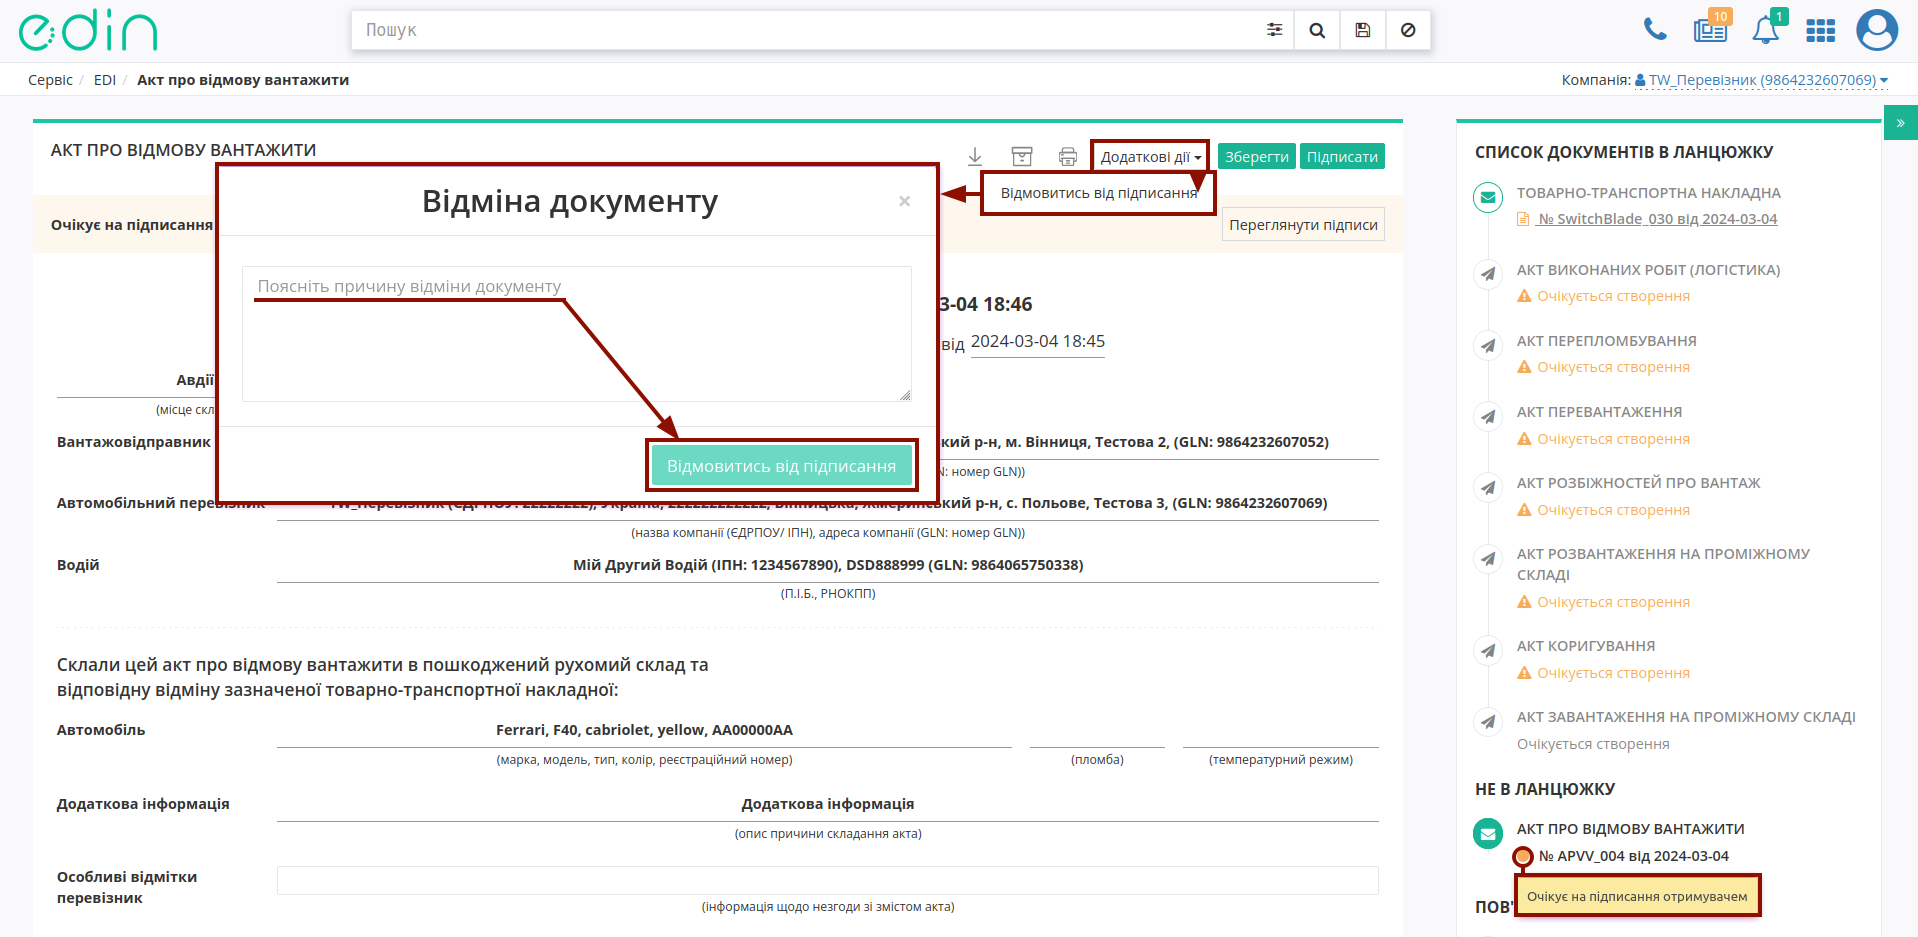 edin
Пошук
10
1
Сервіс / EDI / Акт про відмову вантажити
Компанія: TW_Перевізник (9864232607069)
АКТ ПРО ВІДМОВУ ВАНТАЖИТИ
Додаткові дії
Зберегти
Підписати
Відмовитись від підписання
Очікує на підписання
Переглянути підписи
Відміна документу
×
Поясніть причину відміни документу
Відмовитись від підписання
3-04 18:46
від 2024-03-04 18:45
Авдії
(місце скл
Вантажовідправник
кий р-н, м. Вінниця, Тестова 2, (GLN: 9864232607052)
N: номер GLN))
Автомобільний перевізник
TW_Перевізник (ЄДРПОУ: 22222222), Україна, 222222222222, Вінницька, Жмеринський р-н, с. Польове, Тестова 3, (GLN: 9864232607069)
(назва компанії (ЄДРПОУ/ ІПН), адреса компанії (GLN: номер GLN))
Водій
Мій Другий Водій (ІПН: 1234567890), DSD888999 (GLN: 9864065750338)
(П.І.Б., РНОКПП)
Склали цей акт про відмову вантажити в пошкоджений рухомий склад та
відповідну відміну зазначеної товарно-транспортної накладної:
Автомобіль
Ferrari, F40, cabriolet, yellow, АА00000АА
(марка, модель, тип, колір, реєстраційний номер)
(пломба)
(температурний режим)
Додаткова інформація
Додаткова інформація
(опис причини складання акта)
Особливі відмітки
перевізник
(інформація щодо незгоди зі змістом акта)
»
СПИСОК ДОКУМЕНТІВ В ЛАНЦЮЖКУ
ТОВАРНО-ТРАНСПОРТНА НАКЛАДНА
№ SwitchBlade_030 від 2024-03-04
АКТ ВИКОНАНИХ РОБІТ (ЛОГІСТИКА)
Очікується створення
АКТ ПЕРЕПЛОМБУВАННЯ
Очікується створення
АКТ ПЕРЕВАНТАЖЕННЯ
Очікується створення
АКТ РОЗБІЖНОСТЕЙ ПРО ВАНТАЖ
Очікується створення
АКТ РОЗВАНТАЖЕННЯ НА ПРОМІЖНОМУ
СКЛАДІ
Очікується створення
АКТ КОРИГУВАННЯ
Очікується створення
АКТ ЗАВАНТАЖЕННЯ НА ПРОМІЖНОМУ СКЛАДІ
Очікується створення
НЕ В ЛАНЦЮЖКУ
АКТ ПРО ВІДМОВУ ВАНТАЖИТИ
№ APVV_004 від 2024-03-04
Очікує на підписання отримувачем
ПОВ'